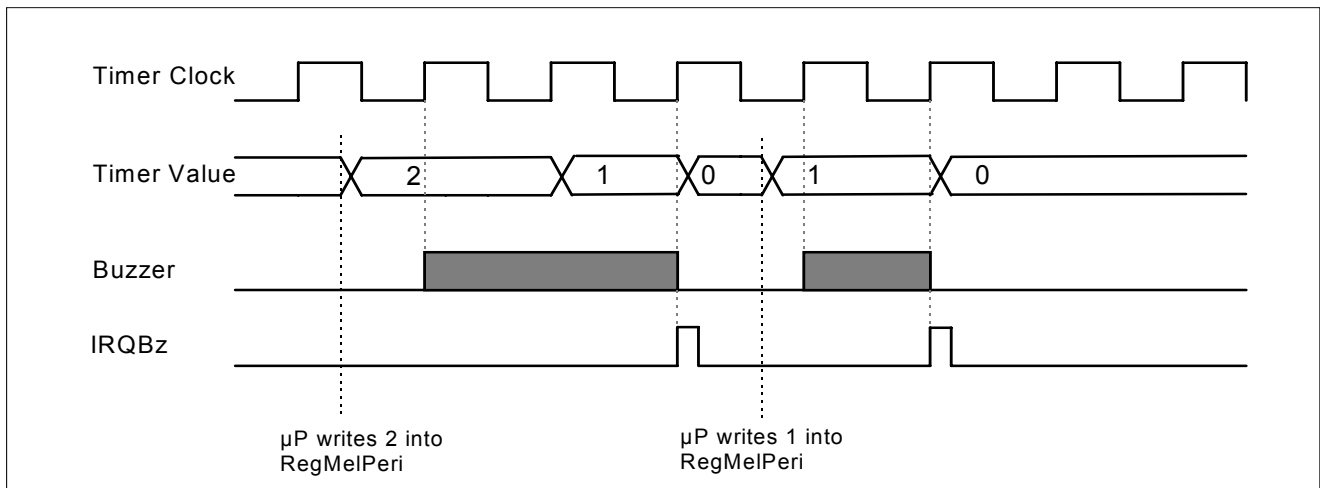 Timer Clock
Timer Value 2 1 0 1 0
Buzzer
IRQBz
µP writes 2 into
RegMelPeri
µP writes 1 into
RegMelPeri